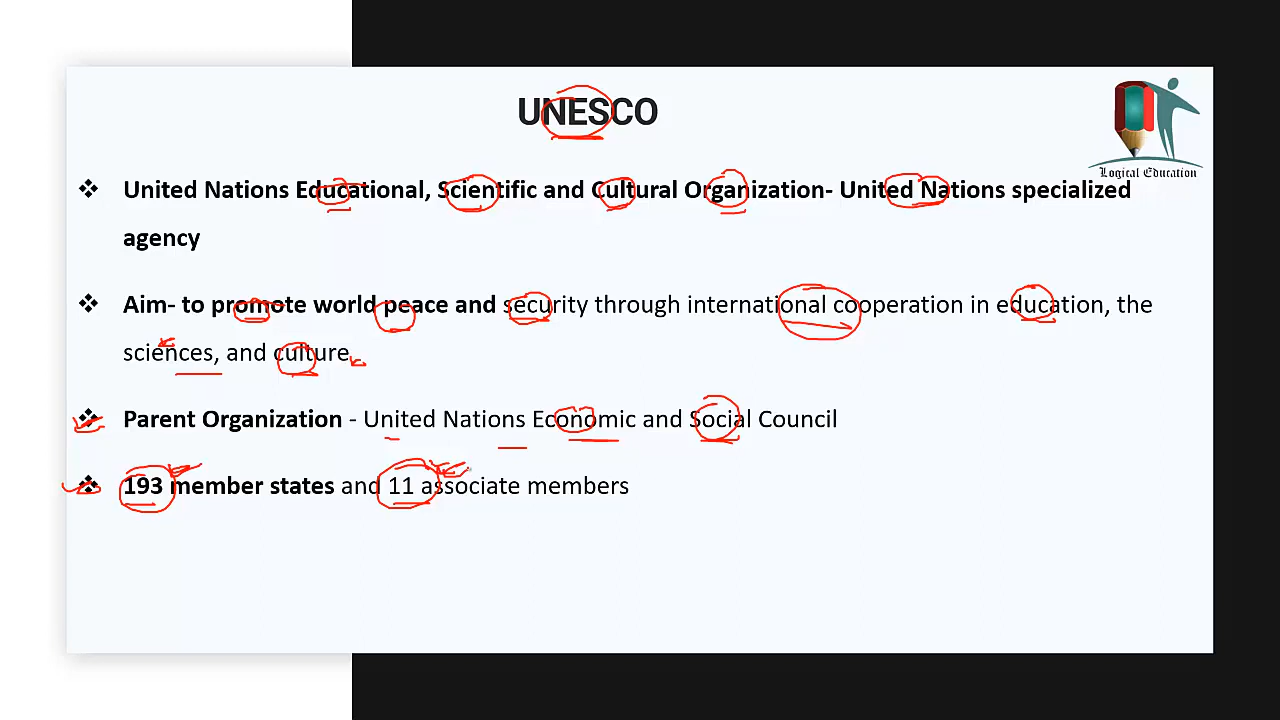 UNESCO
Logical Education
❖ United Nations Educational, Scientific and Cultural Organization- United Nations specialized
agency
❖ Aim- to promote world peace and security through international cooperation in education, the
sciences, and culture
❖ Parent Organization - United Nations Economic and Social Council
❖ 193 member states and 11 associate members